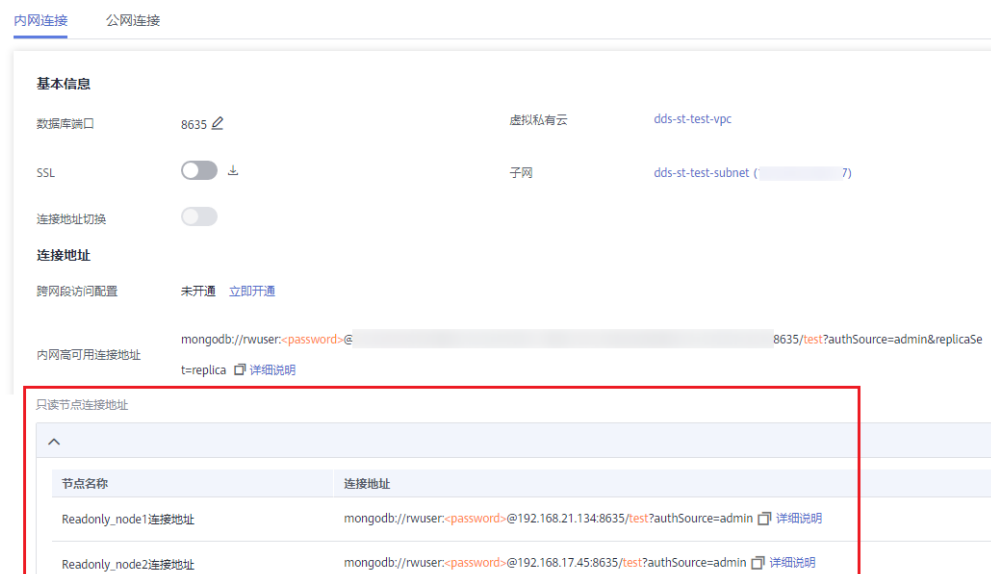 内网连接 公网连接
基本信息
数据库端口 8635 虚拟私有云 dds-st-test-vpc
SSL 子网 dds-st-test-subnet ( 7)
连接地址切换
连接地址
跨网段访问配置 未开通 立即开通
内网高可用连接地址 mongodb://rwuser:<password>@ 8635/test?authSource=admin&replicaSe
t=replica 详细说明
只读节点连接地址
节点名称 连接地址
Readonly_node1连接地址 mongodb://rwuser:<password>@192.168.21.134:8635/test?authSource=admin 详细说明
Readonly_node2连接地址 mongodb://rwuser:<password>@192.168.17.45:8635/test?authSource=admin 详细说明